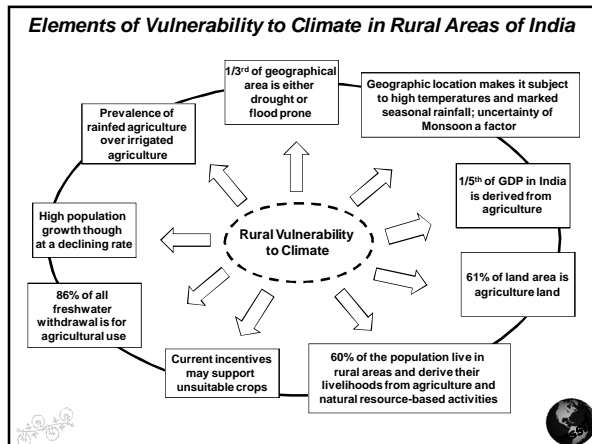 Elements of Vulnerability to Climate in Rural Areas of India
1/3rd of geographical
area is either
drought or
flood prone
Geographic location makes it subject
to high temperatures and marked
seasonal rainfall; uncertainty of
Monsoon a factor
1/5th of GDP in India
is derived from
agriculture
61% of land area is
agriculture land
60% of the population live in
rural areas and derive their
livelihoods from agriculture and
natural resource-based activities
Current incentives
may support
unsuitable crops
86% of all
freshwater
withdrawal is for
agricultural use
High population
growth though
at a declining rate
Prevalence of
rainfed agriculture
over irrigated
agriculture
Rural Vulnerability
to Climate